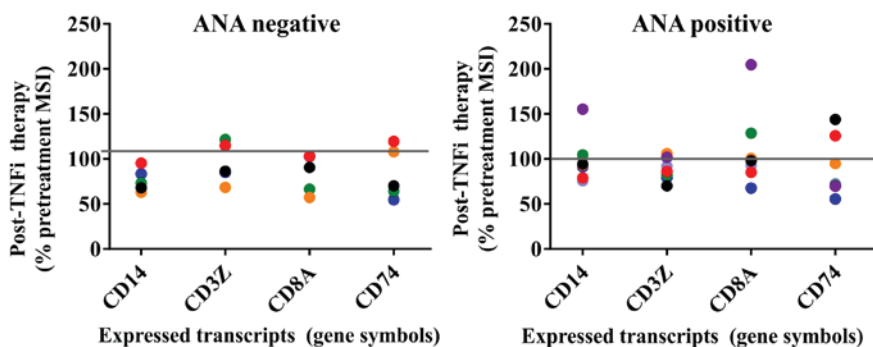 ANA negative
Post-TNFi therapy
(% pretreatment MSI)
250
200
150
100
50
0
CD14
CD3Z
CD8A
CD74
Expressed transcripts (gene symbols)
ANA positive
Post-TNFi therapy
(% pretreatment MSI)
250
200
150
100
50
0
CD14
CD3Z
CD8A
CD74
Expressed transcripts (gene symbols)